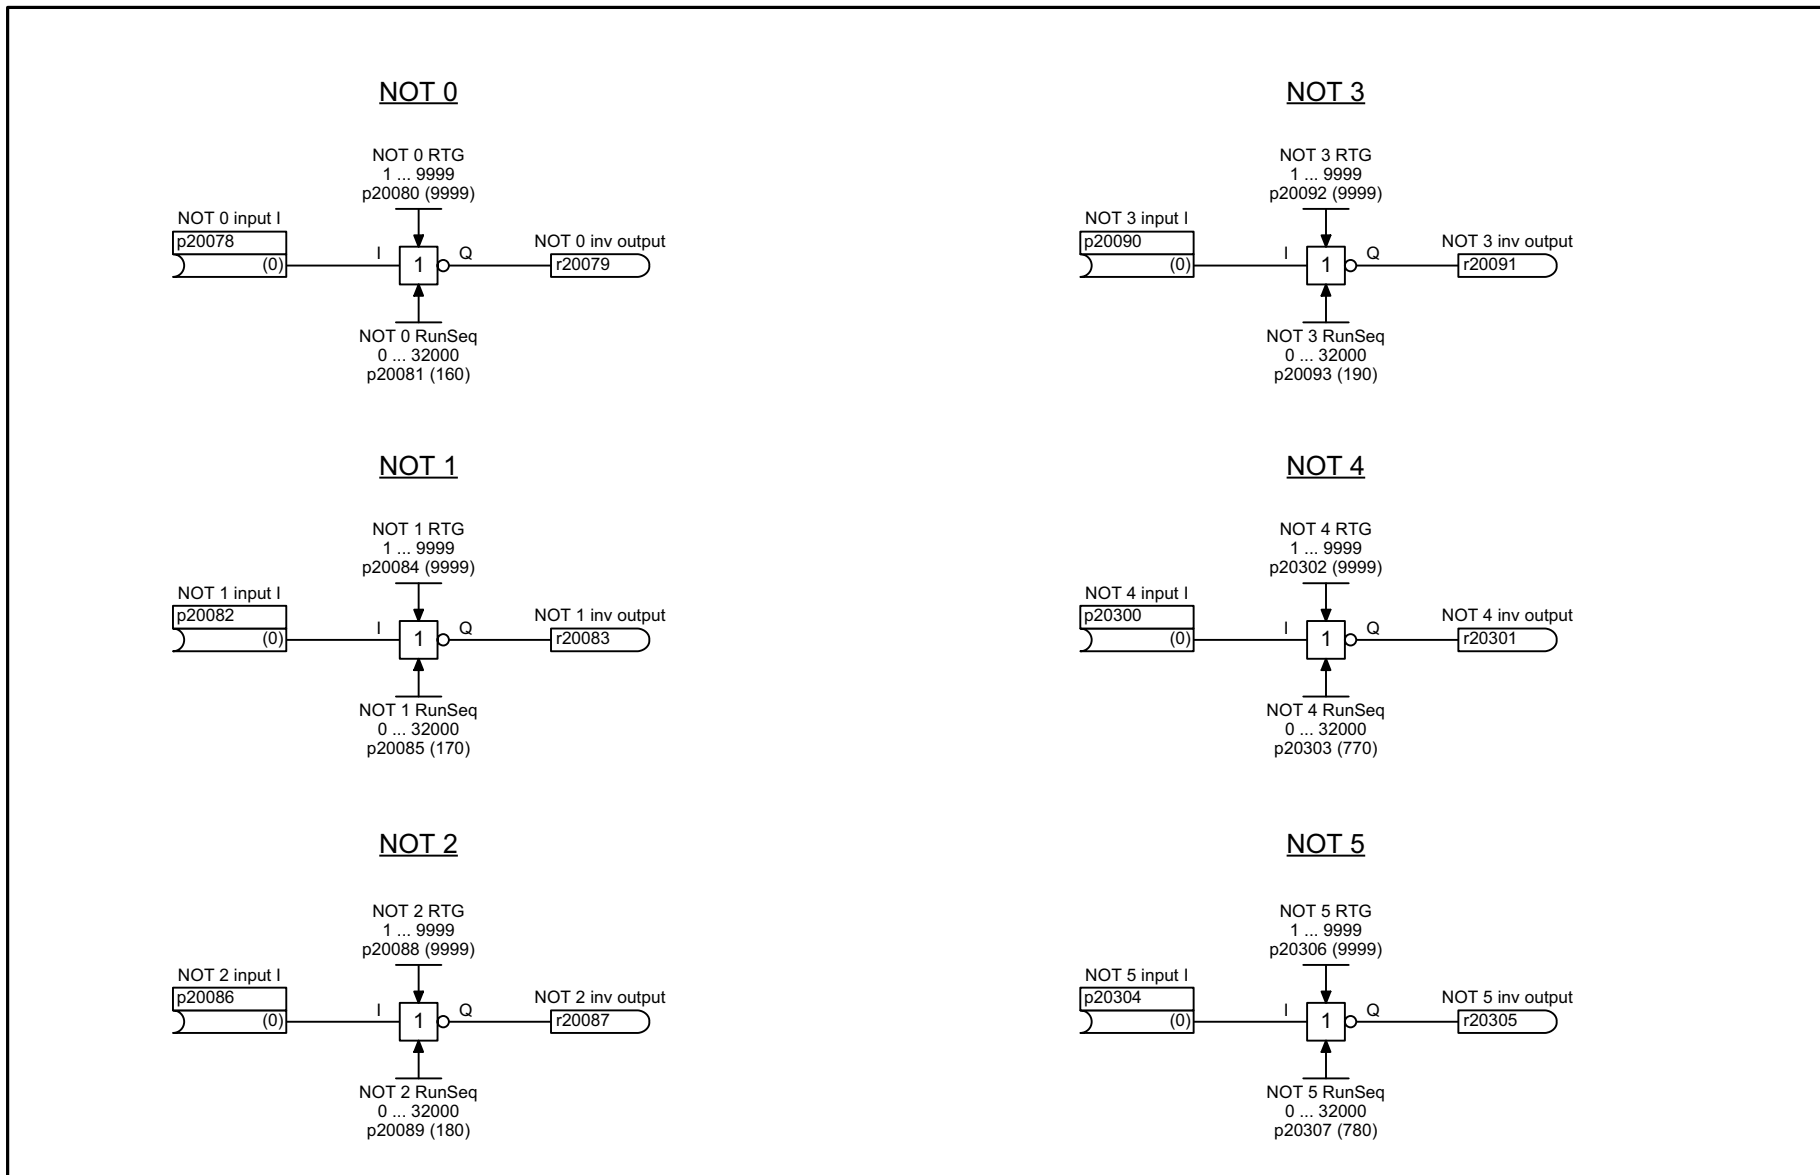 NOT 0
NOT 0 RTG
1 ... 9999
p20080 (9999)
NOT 0 input I
p20078
(0)
I
1
Q
NOT 0 inv output
r20079
NOT 0 RunSeq
0 ... 32000
p20081 (160)
NOT 1
NOT 1 RTG
1 ... 9999
p20084 (9999)
NOT 1 input I
p20082
(0)
I
1
Q
NOT 1 inv output
r20083
NOT 1 RunSeq
0 ... 32000
p20085 (170)
NOT 2
NOT 2 RTG
1 ... 9999
p20088 (9999)
NOT 2 input I
p20086
(0)
I
1
Q
NOT 2 inv output
r20087
NOT 2 RunSeq
0 ... 32000
p20089 (180)
NOT 3
NOT 3 RTG
1 ... 9999
p20092 (9999)
NOT 3 input I
p20090
(0)
I
1
Q
NOT 3 inv output
r20091
NOT 3 RunSeq
0 ... 32000
p20093 (190)
NOT 4
NOT 4 RTG
1 ... 9999
p20302 (9999)
NOT 4 input I
p20300
(0)
I
1
Q
NOT 4 inv output
r20301
NOT 4 RunSeq
0 ... 32000
p20303 (770)
NOT 5
NOT 5 RTG
1 ... 9999
p20306 (9999)
NOT 5 input I
p20304
(0)
I
1
Q
NOT 5 inv output
r20305
NOT 5 RunSeq
0 ... 32000
p20307 (780)